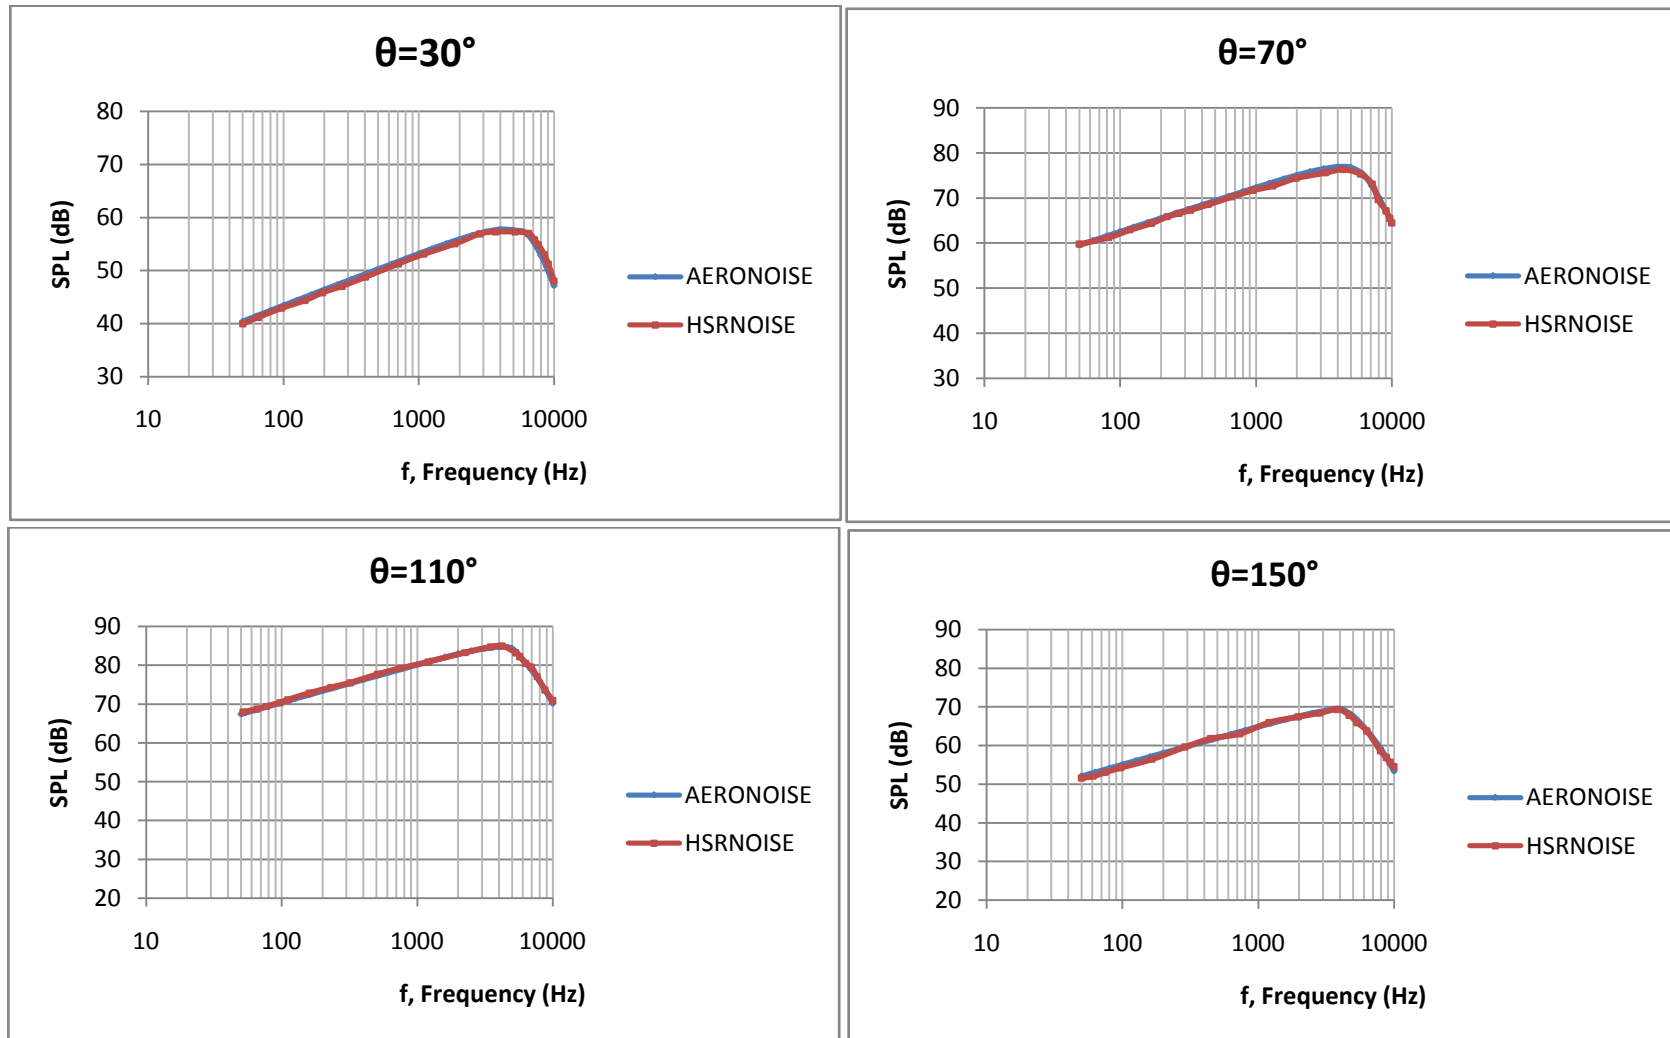 θ=30°
80
70
60
50
40
30
SPL (dB)
10 100 1000 10000
f, Frequency (Hz)
AERONOISE
HSRNOISE
θ=70°
90
80
70
60
50
40
30
SPL (dB)
10 100 1000 10000
f, Frequency (Hz)
AERONOISE
HSRNOISE
θ=110°
90
80
70
60
50
40
30
20
SPL (dB)
10 100 1000 10000
f, Frequency (Hz)
AERONOISE
HSRNOISE
θ=150°
90
80
70
60
50
40
30
20
SPL (dB)
10 100 1000 10000
f, Frequency (Hz)
AERONOISE
HSRNOISE